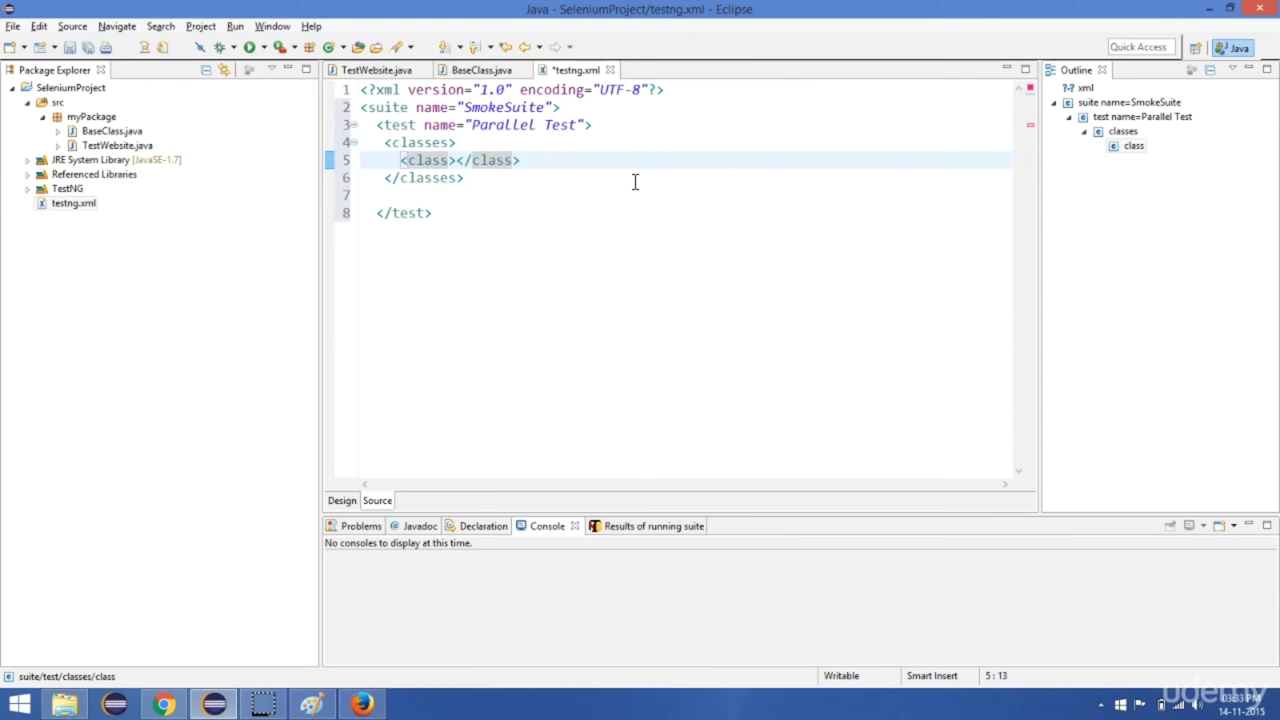 Java - SeleniumProject/testng.xml - Eclipse
File Edit Source Navigate Search Project Run Window Help
Quick Access
Java
Package Explorer
TestWebsite.java
BaseClass.java
*testng.xml
Outline
SeleniumProject
src
myPackage
BaseClass.java
TestWebsite.java
JRE System Library [JavaSE-1.7]
Referenced Libraries
TestNG
testng.xml
1 <?xml version="1.0" encoding="UTF-8"?>
2 <suite name="SmokeSuite">
3 <test name="Parallel Test">
4 <classes>
5 <class></class>
6 </classes>
7
8 </test>
?-? xml
suite name=SmokeSuite
test name=Parallel Test
classes
class
Design Source
Problems
@ Javadoc
Declaration
Console
Results of running suite
No consoles to display at this time.
suite/test/classes/class
Writable
Smart Insert
5 : 13
udemy
03:33 PM
14-11-2015